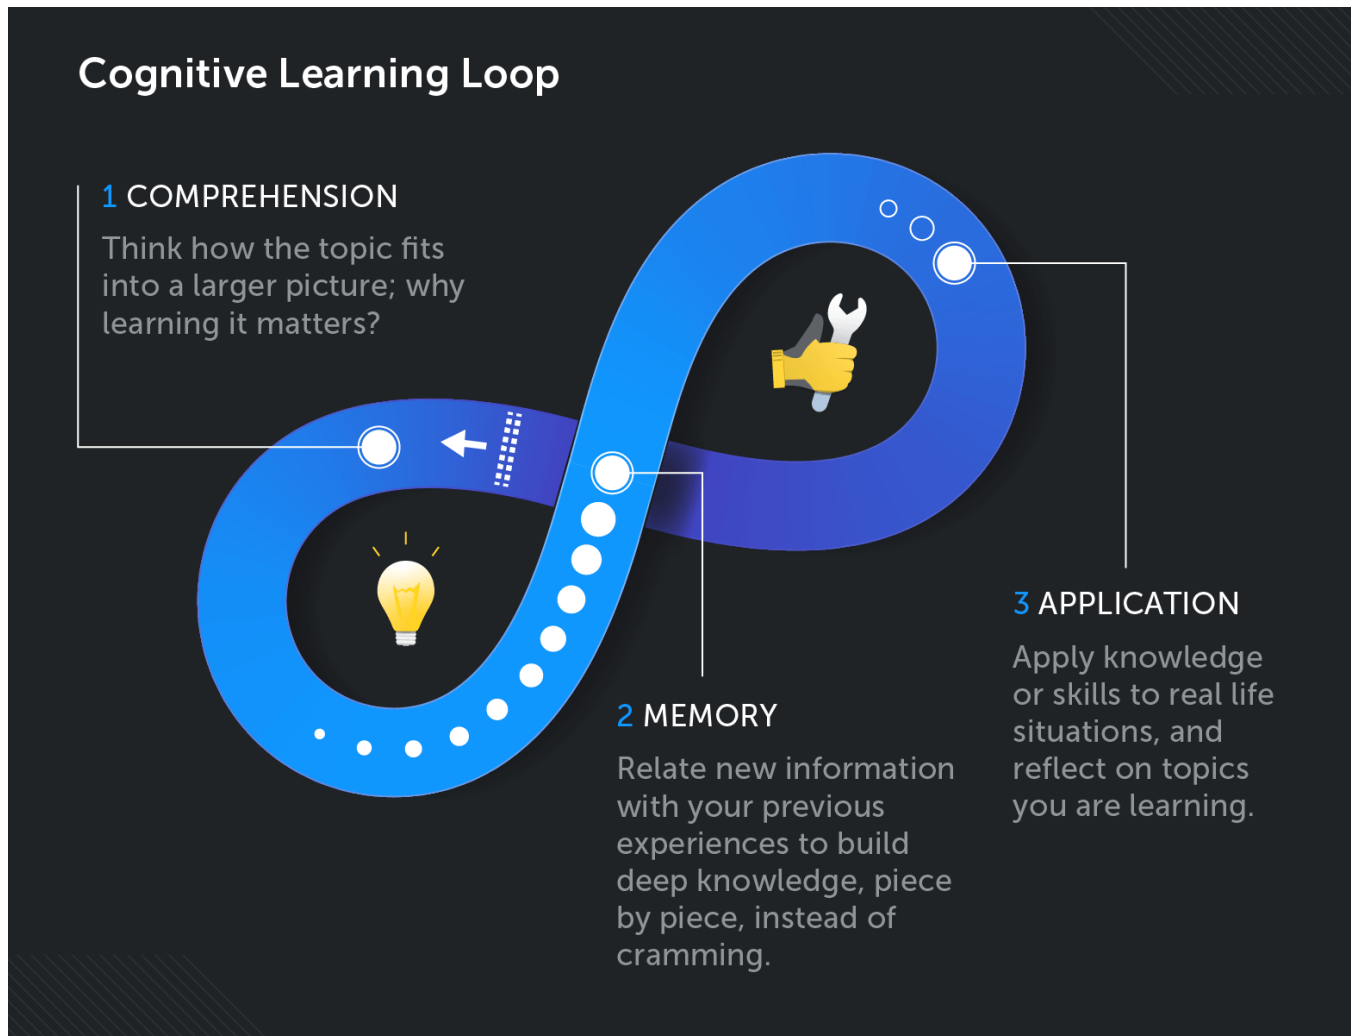 Cognitive Learning Loop
1 COMPREHENSION
Think how the topic fits
into a larger picture; why
learning it matters?
2 MEMORY
Relate new information
with your previous
experiences to build
deep knowledge, piece
by piece, instead of
cramming.
3 APPLICATION
Apply knowledge
or skills to real life
situations, and
reflect on topics
you are learning.